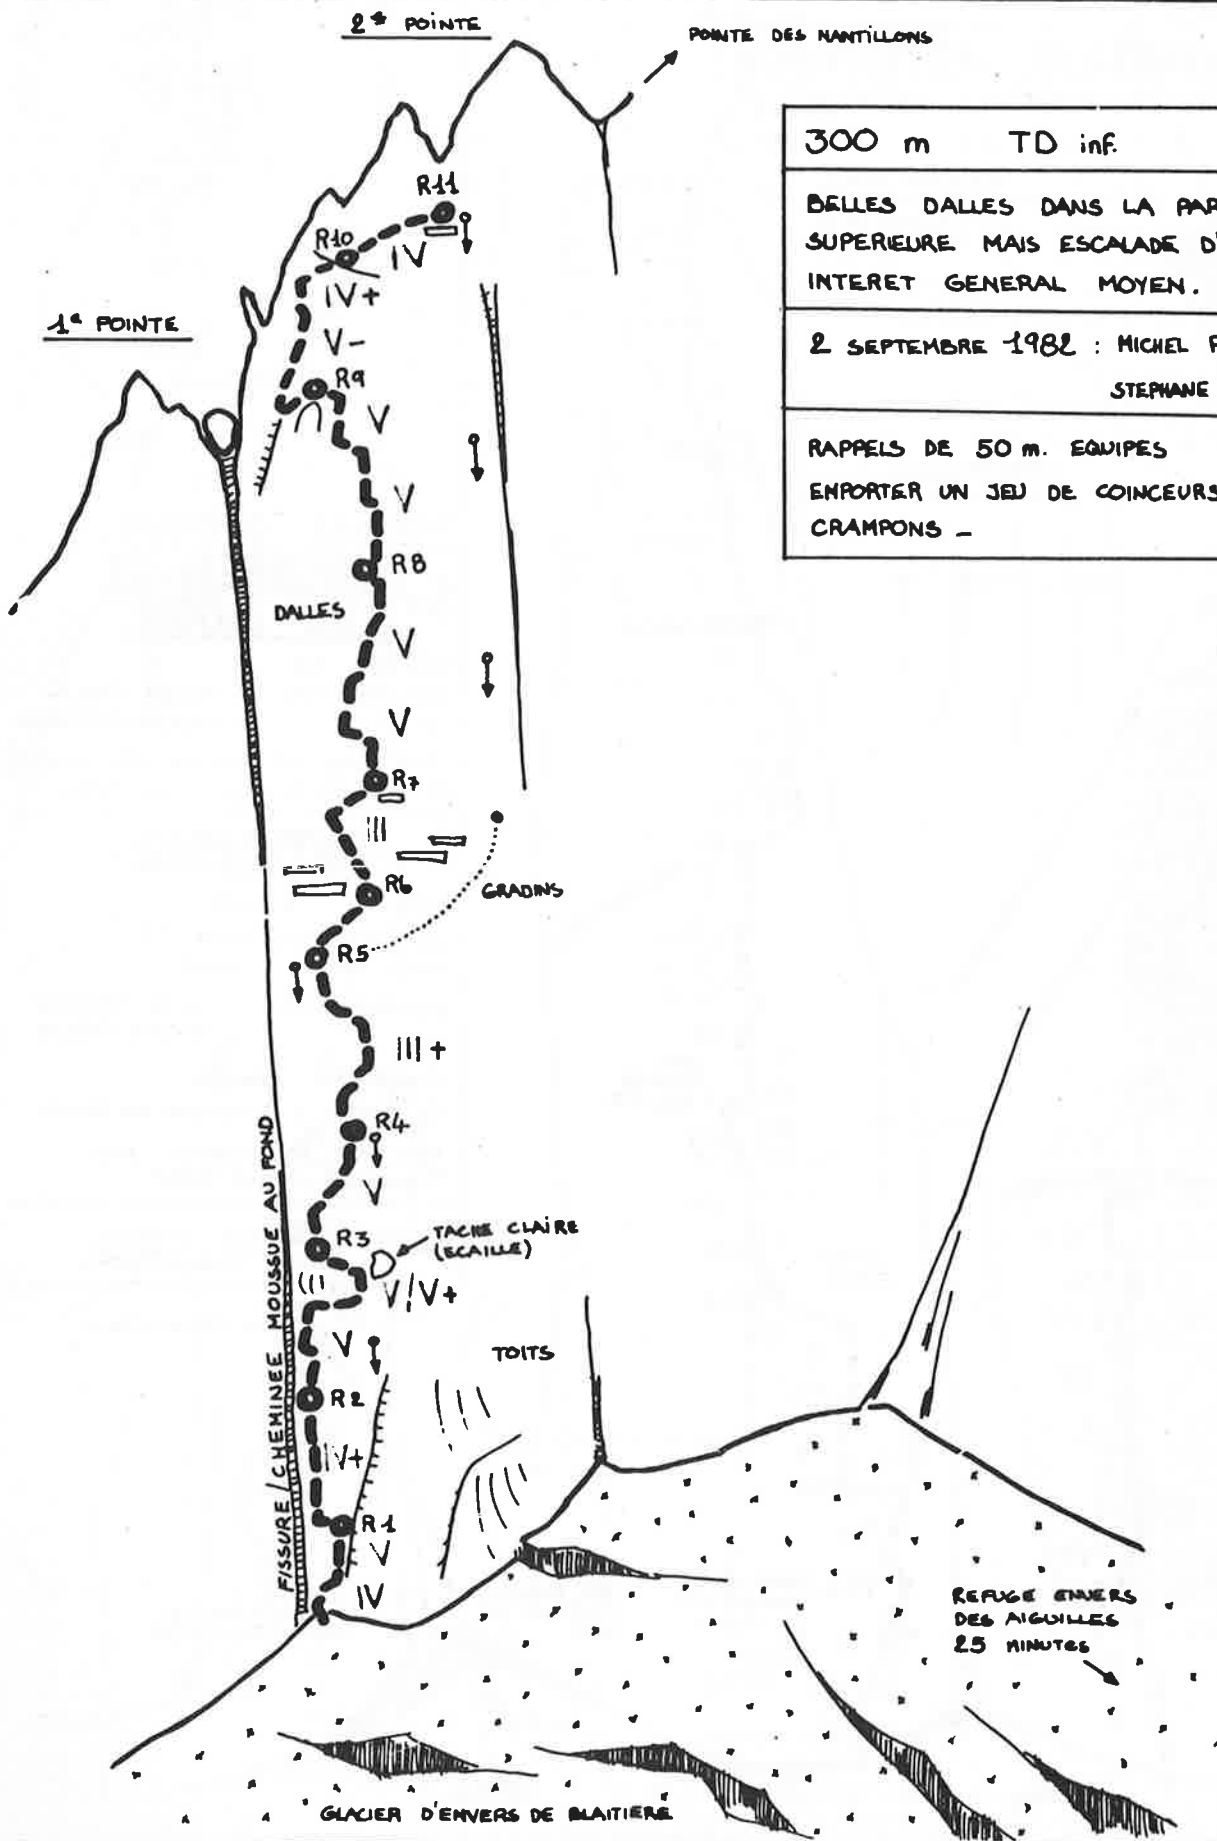 2e POINTE
POINTE DES NANTILLONS
300 m TD inf.
BELLES DALLES DANS LA PAR
SUPERIEURE MAIS ESCALADE D'
INTERET GENERAL MOYEN.
2 SEPTEMBRE 1982 : MICHEL
STEPHANE
RAPPELS DE 50 m. EQUIPES
EMPORTER UN JEU DE COINCEURS
CRAMPONS -
R11
R10
IV
IV+
1e POINTE
V-
R9
V
V
R8
DALLES
V
V
R7
III
R6
GRADINS
R5
III+
R4
V
R3
TACHE CLAIRE
(ECAILLE)
V/V+
V
TOITS
R2
IV+
FISSURE/CHEMINEE MOUSSUE AU FOND
R1
V
IV
REFUGE ENVERS
DES AIGUILLES
25 MINUTES
GLACIER D'ENVERS DE BLAITIERE